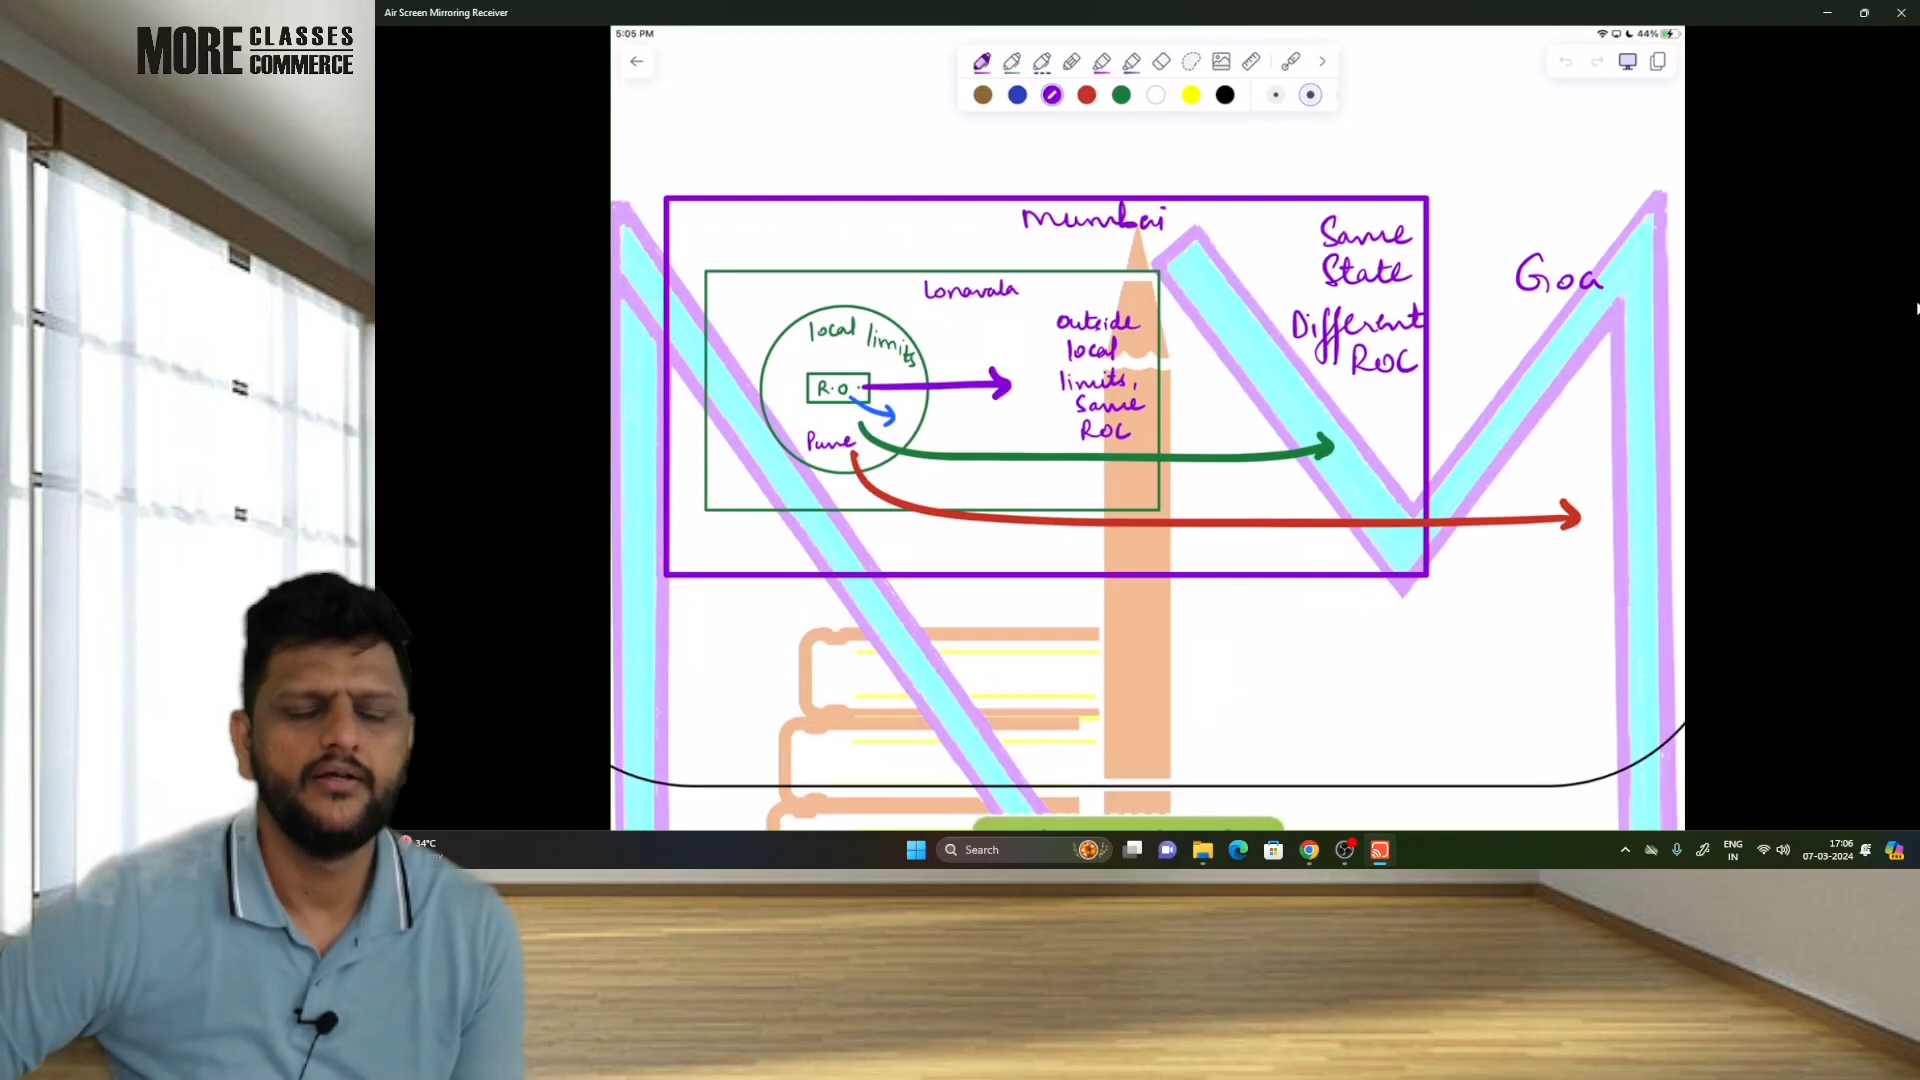 MORE CLASSES
COMMERCE
Air Screen Mirroring Receiver
5:05 PM
44%
Mumbai
Same
State
Different
ROC
Goa
Lonavala
local limits
R.O.
Pune
outside
local
limits,
Same
ROC
34°C
Search
ENG
IN
17:06
07-03-2024